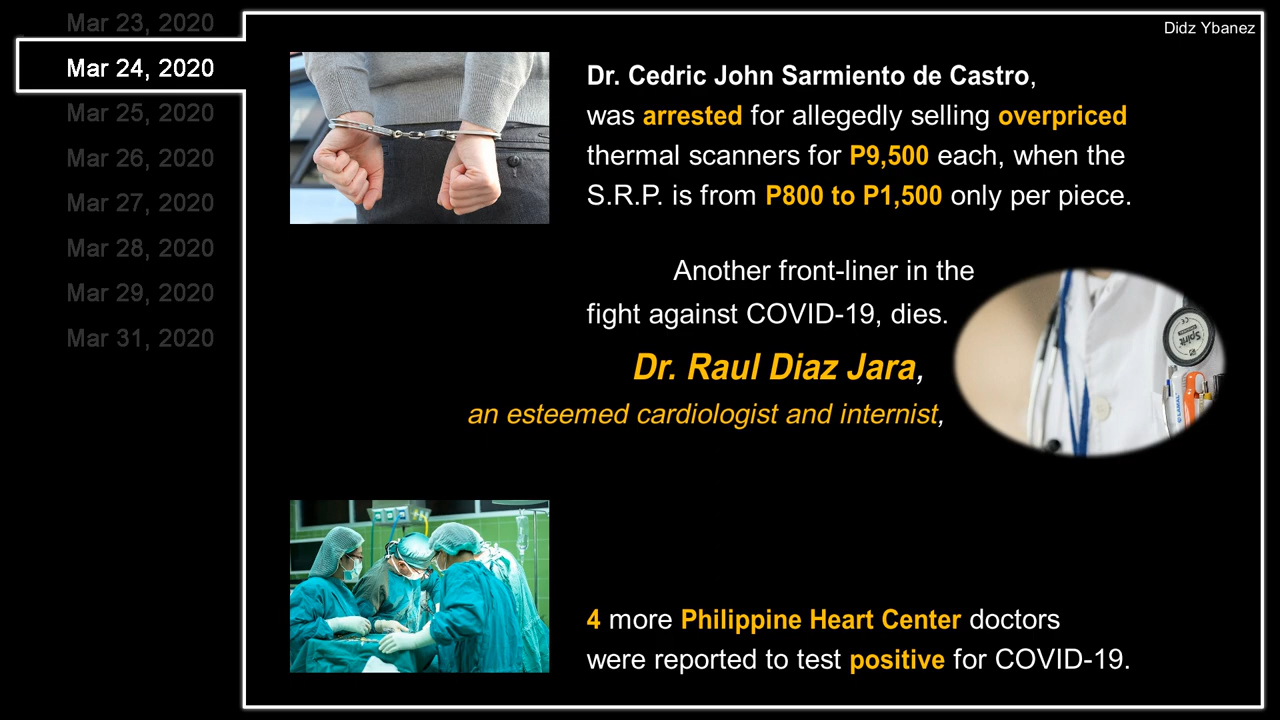 Mar 23, 2020
Mar 24, 2020
Mar 25, 2020
Mar 26, 2020
Mar 27, 2020
Mar 28, 2020
Mar 29, 2020
Mar 31, 2020
Didz Ybanez
Dr. Cedric John Sarmiento de Castro,
was arrested for allegedly selling overpriced
thermal scanners for P9,500 each, when the
S.R.P. is from P800 to P1,500 only per piece.
Another front-liner in the
fight against COVID-19, dies.
Dr. Raul Diaz Jara,
an esteemed cardiologist and internist,
Spirit
4 more Philippine Heart Center doctors
were reported to test positive for COVID-19.